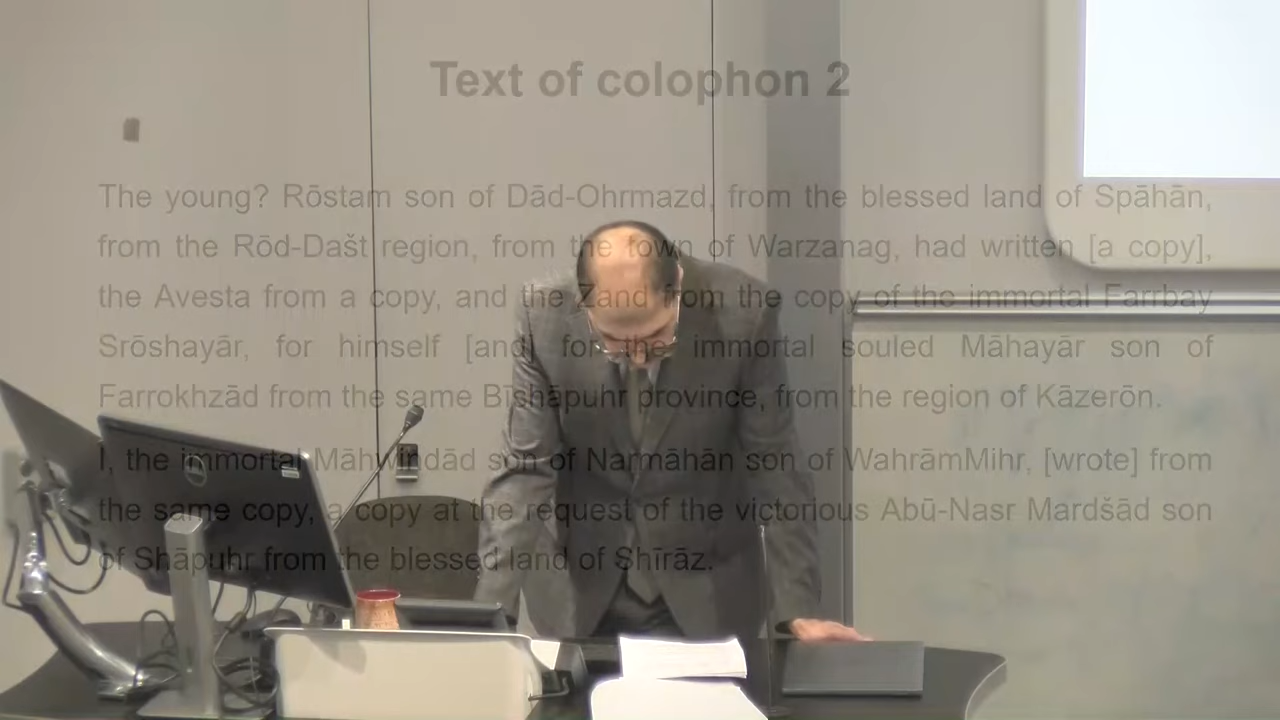 Text of colophon 2
The young? Rōstam son of Dād-Ohrmazd, from the blessed land of Spāhān,
from the Rōd-Dašt region, from the town of Warzanag, had written [a copy],
the Avesta from a copy, and the Zand from the copy of the immortal Farrbay
Srōshayār, for himself [and] for the immortal souled Māhayār son of
Farrokhzād from the same Bīshāpuhr province, from the region of Kāzerōn.
I, the immortal Māhwindād son of Narmāhān son of WahrāmMihr, [wrote] from
the same copy, a copy at the request of the victorious Abū-Nasr Mardšād son
of Shāpuhr from the blessed land of Shīrāz.